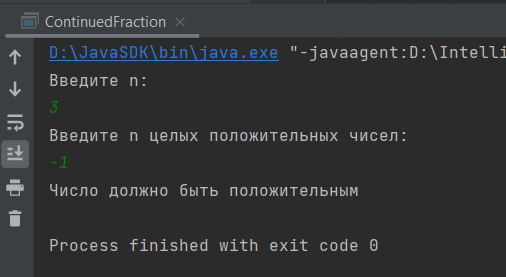 ContinuedFraction
D:\JavaSDK\bin\java.exe "-javaagent:D:\Intelli
Введите n:
3
Введите n целых положительных чисел:
-1
Число должно быть положительным
Process finished with exit code 0